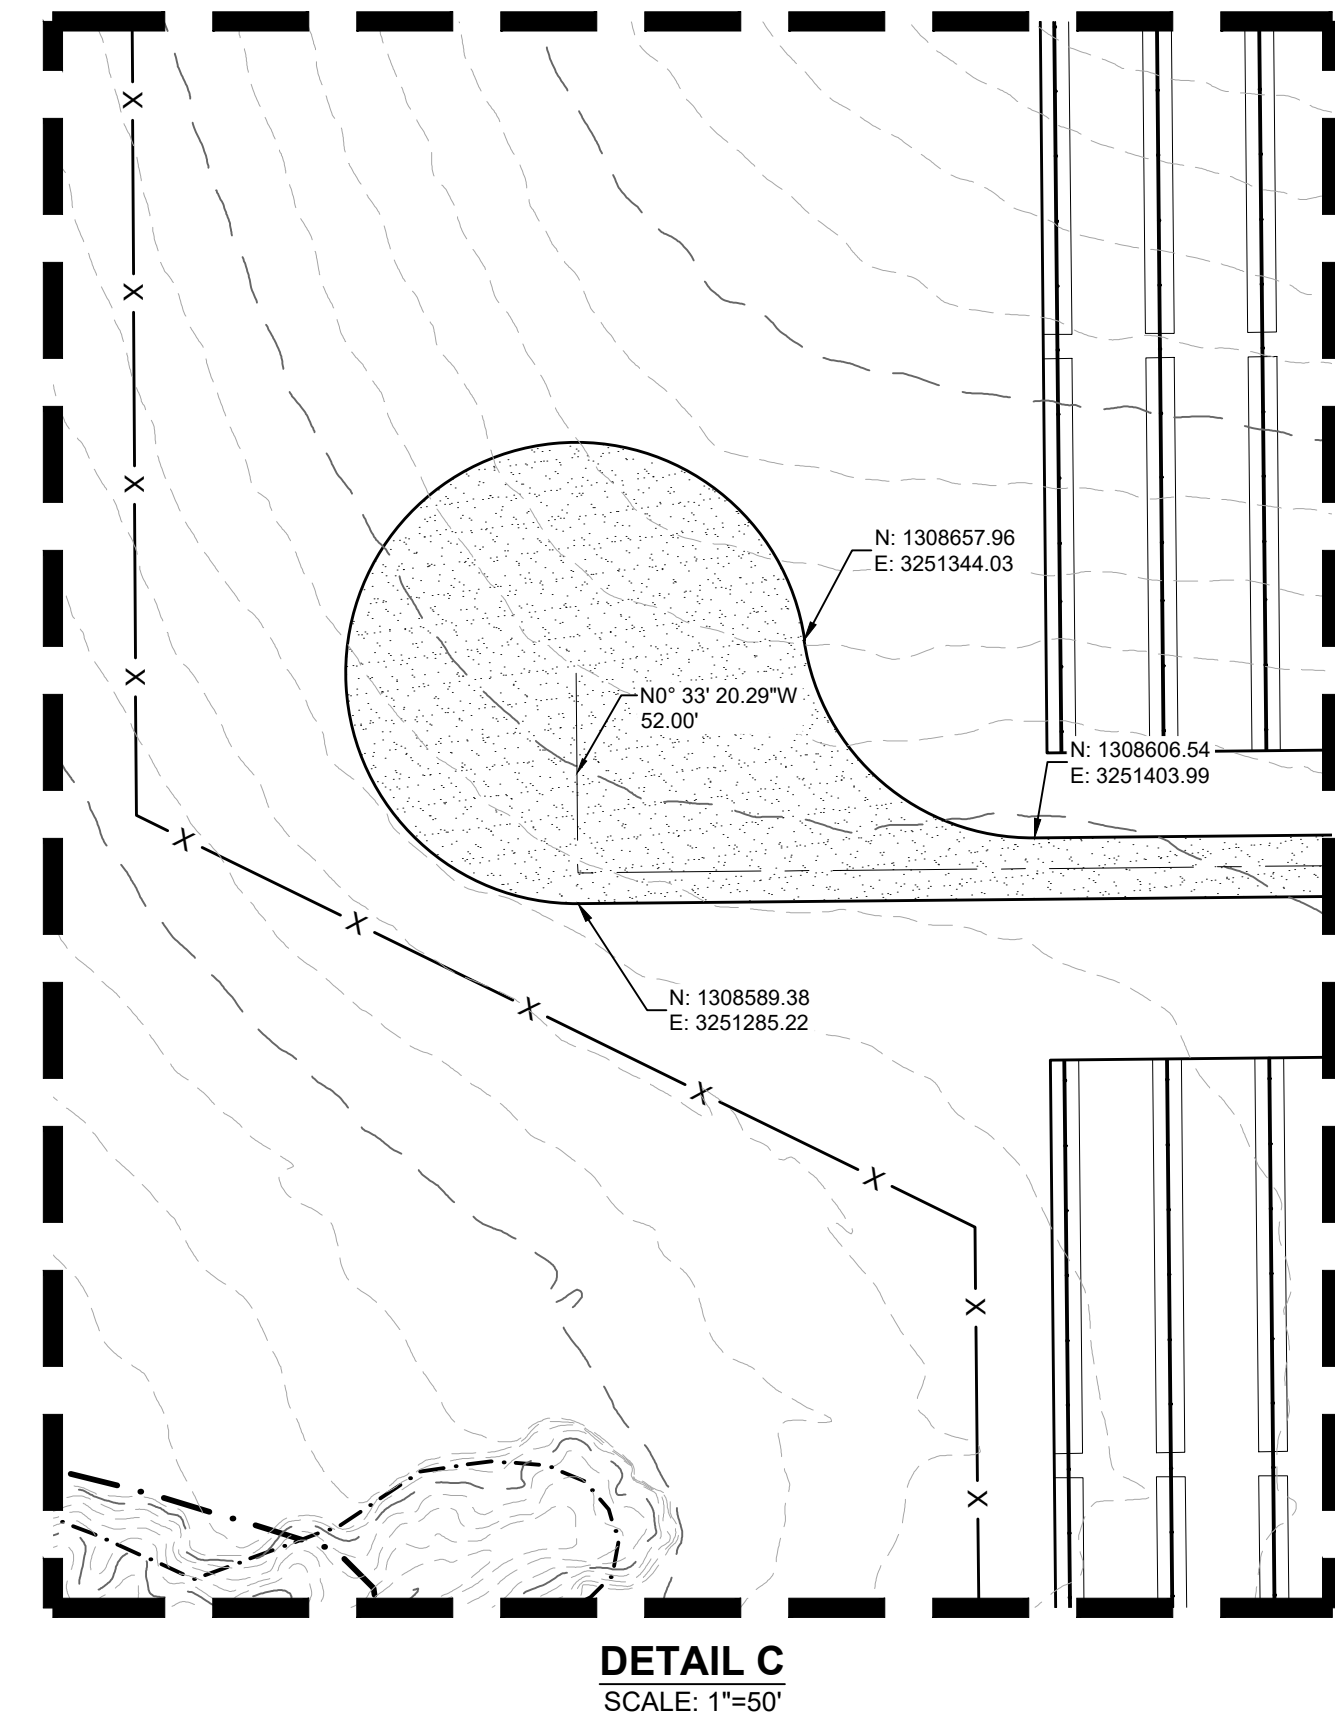 X
X
N: 1308657.96
E: 3251344.03
X
X
N0° 33' 20.29"W
52.00'
N: 1308606.54
E: 3251403.99
X
X
N: 1308589.38
E: 3251285.22
X
X
X
X
X
DETAIL C
SCALE: 1"=50'